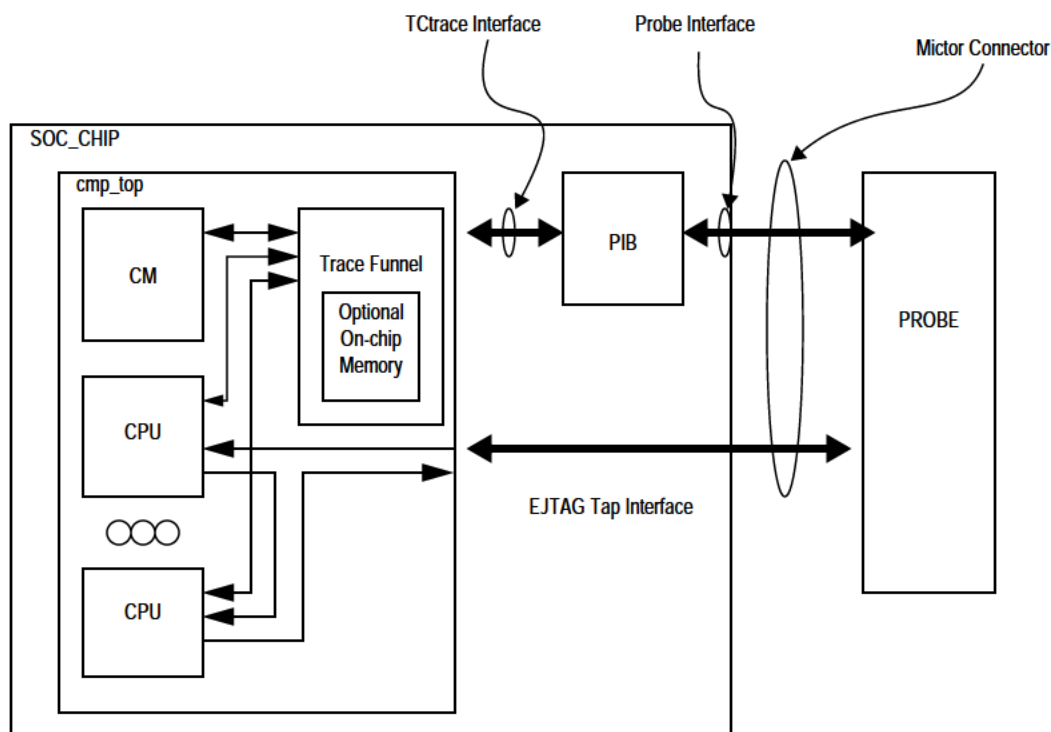 TCtrace Interface
Probe Interface
Mictor Connector
SOC_CHIP
cmp_top
CM
Trace Funnel
Optional
On-chip
Memory
PIB
PROBE
CPU
EJTAG Tap Interface
CPU